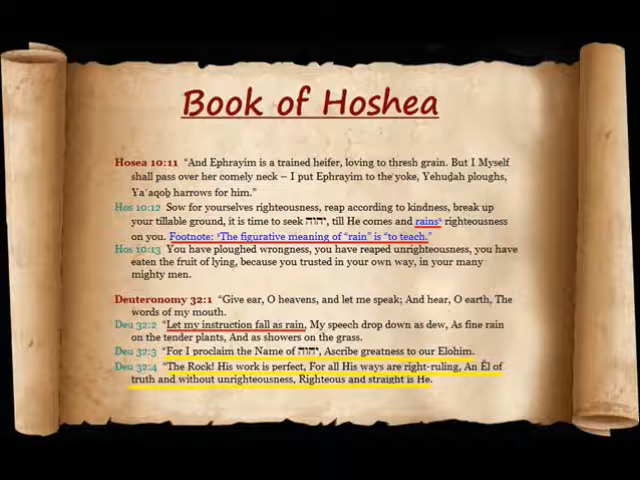 Book of Hoshea
Hosea 10:11 "And Ephrayim is a trained heifer, loving to thresh grain. But I Myself
shall pass over her comely neck – I put Ephrayim to the yoke, Yehuḏah ploughs,
Yaʽaqoḇ harrows for him."
Hos 10:12 Sow for yourselves righteousness, reap according to kindness, break up
your tillable ground, it is time to seek יהוה, till He comes and rains¹ righteousness
on you. Footnote: ¹The figurative meaning of "rain" is "to teach."
Hos 10:13 You have ploughed wrongness, you have reaped unrighteousness, you have
eaten the fruit of lying, because you trusted in your own way, in your many
mighty men.
Deuteronomy 32:1 "Give ear, O heavens, and let me speak; And hear, O earth, The
words of my mouth.
Deu 32:2 "Let my instruction fall as rain, My speech drop down as dew, As fine rain
on the tender plants, And as showers on the grass.
Deu 32:3 "For I proclaim the Name of יהוה, Ascribe greatness to our Elohim.
Deu 32:4 "The Rock! His work is perfect, For all His ways are right-ruling, An Ěl of
truth and without unrighteousness, Righteous and straight is He.